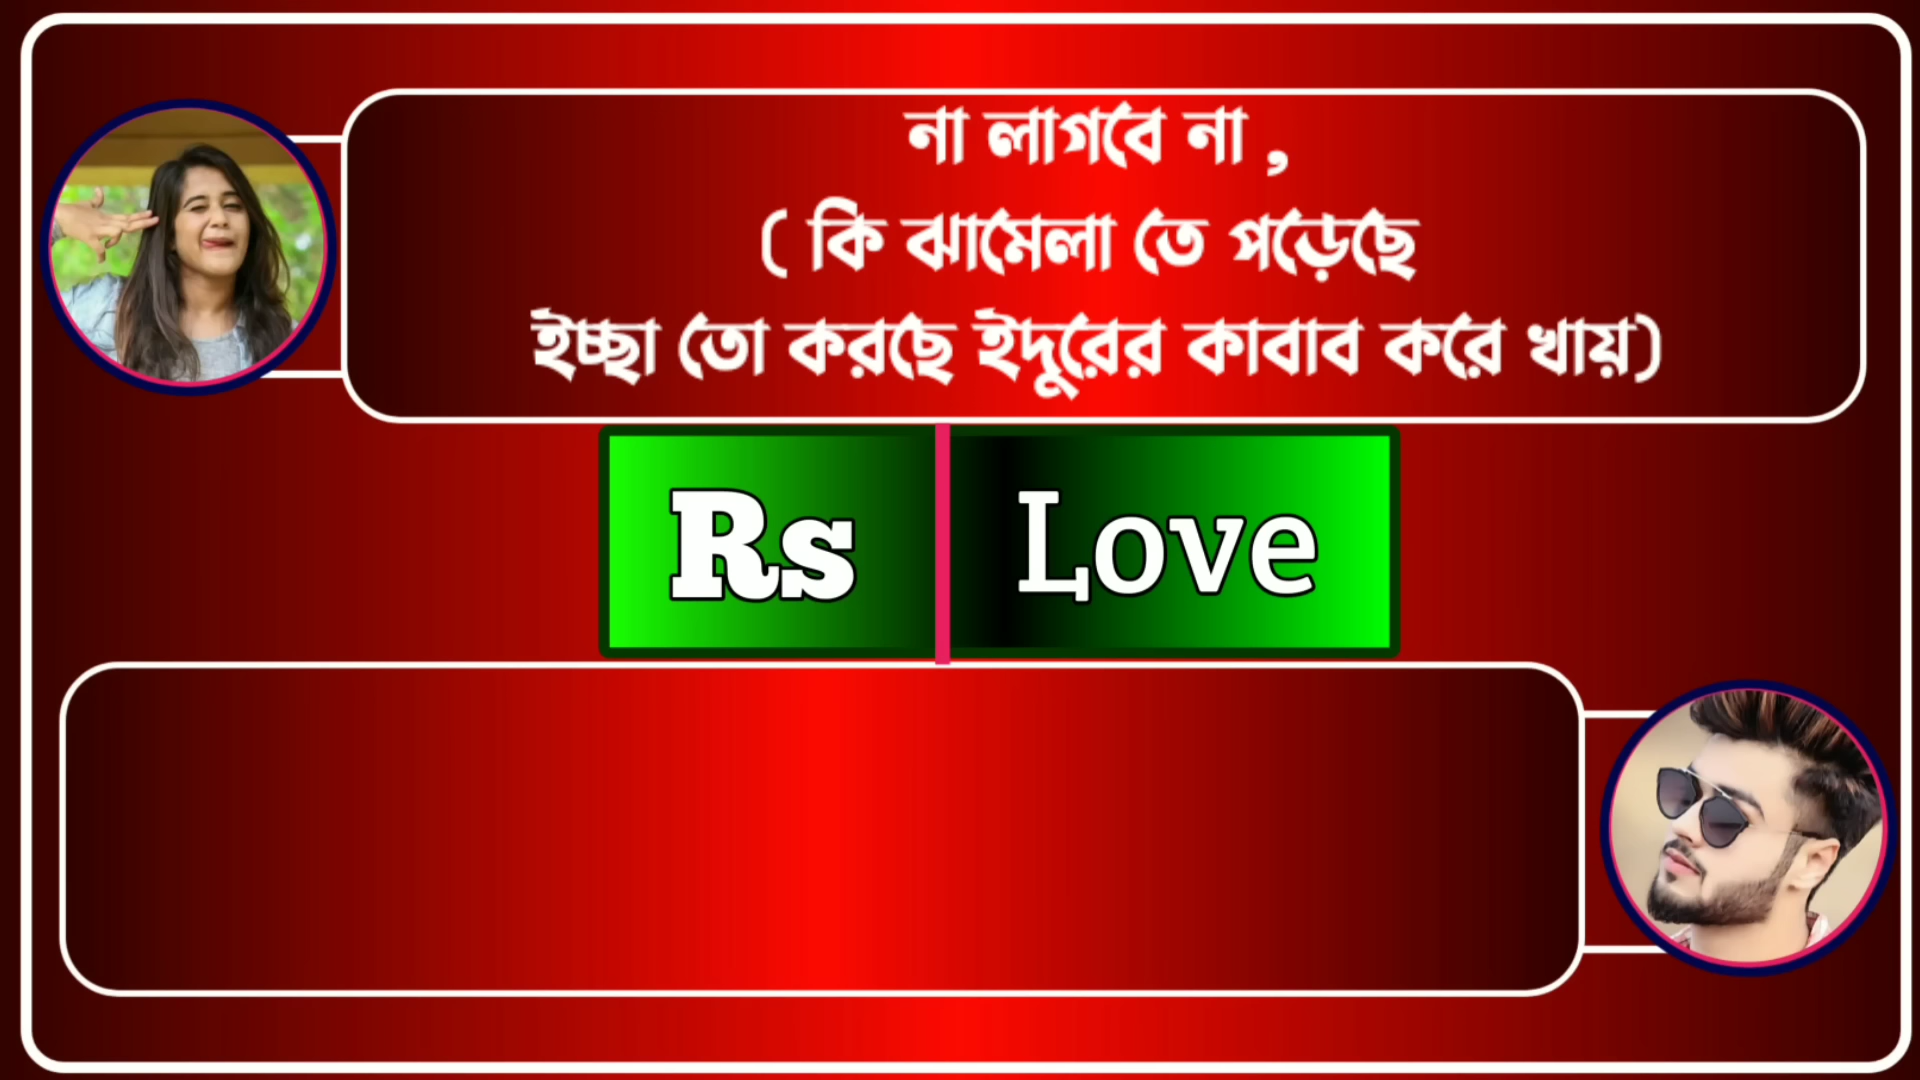 না লাগবে না ,
( কি ঝামেলা তে পড়েছে
ইচ্ছা তো করছে ইদুরের কাবাব করে খায়)
Rs Love